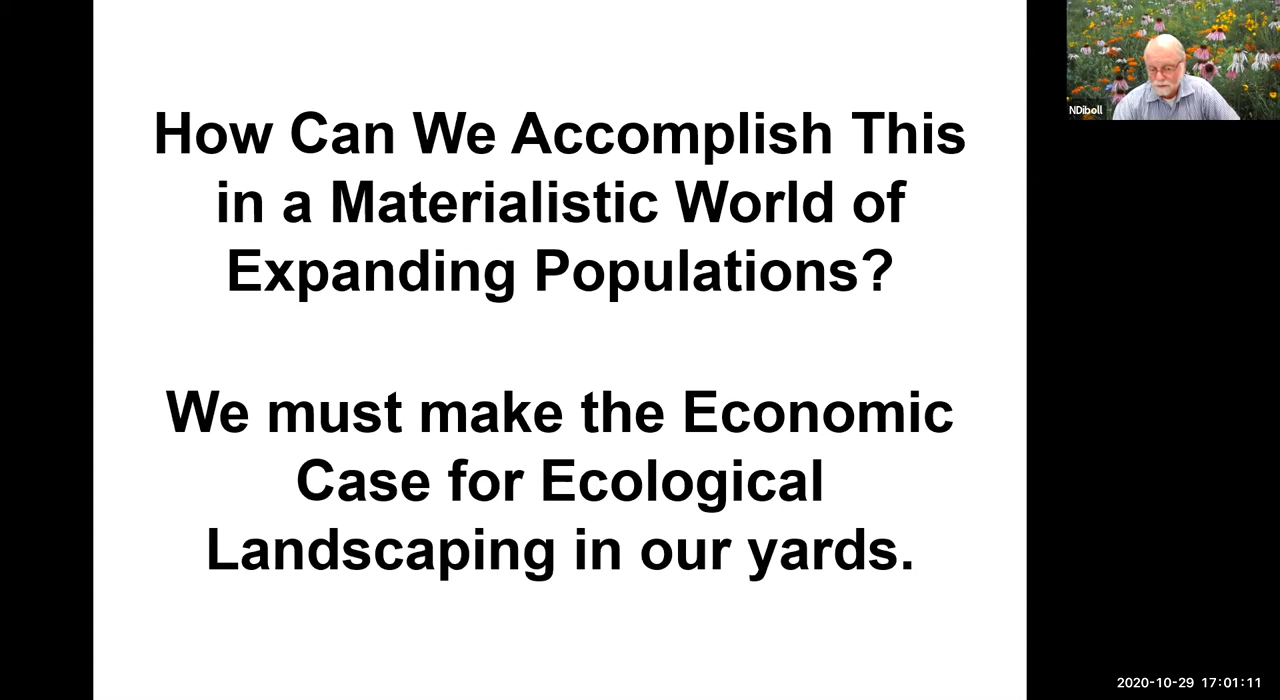 How Can We Accomplish This
in a Materialistic World of
Expanding Populations?
We must make the Economic
Case for Ecological
Landscaping in our yards.
NDiboll
2020-10-29 17:01:11